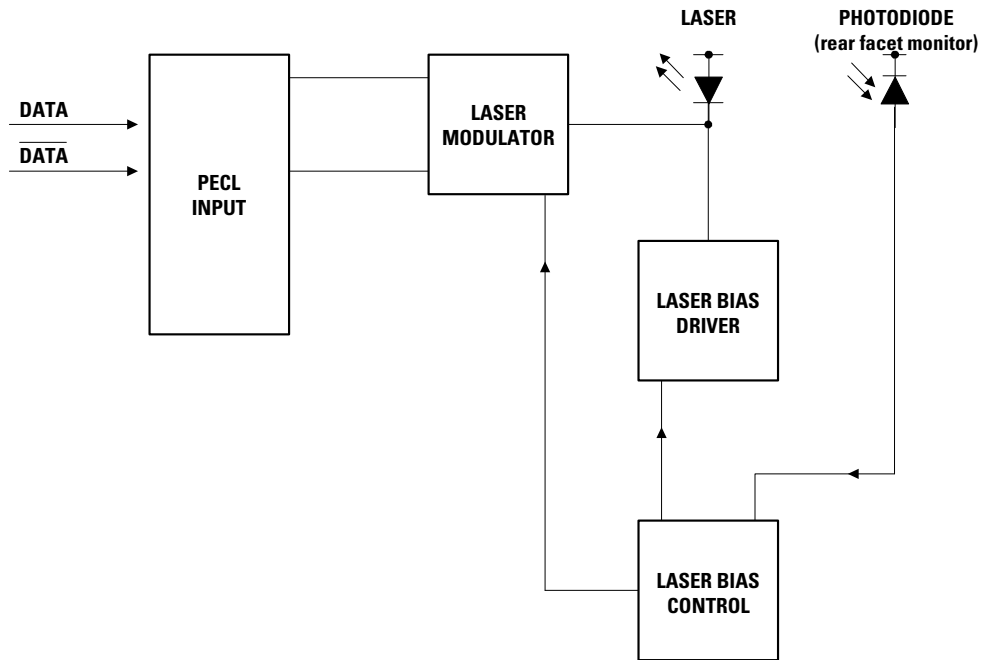 LASER
PHOTODIODE
(rear facet monitor)
DATA
DATA
PECL
INPUT
LASER
MODULATOR
LASER BIAS
DRIVER
LASER BIAS
CONTROL